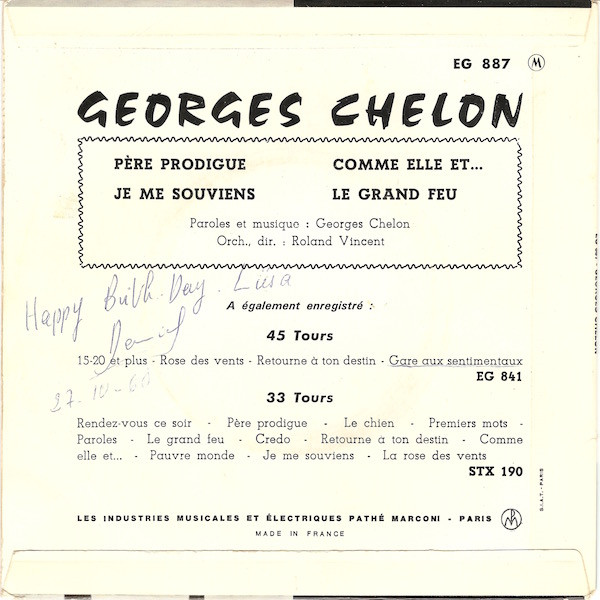 EG 887 M
GEORGES CHELON
PÈRE PRODIGUE COMME ELLE ET...
JE ME SOUVIENS LE GRAND FEU
Paroles et musique : Georges Chelon
Orch., dir. : Roland Vincent
Happy Birth. Day. Liisa
A également enregistré :
45 Tours
15-20 et plus - Rose des vents - Retourne à ton destin - Gare aux sentimentaux
EG 841
27.
33 Tours
Rendez-vous ce soir - Père prodigue - Le chien - Premiers mots -
Paroles - Le grand feu - Credo - Retourne à ton destin - Comme
elle et... - Pauvre monde - Je me souviens - La rose des vents
STX 190
D.I.A.T. - PARIS
LES INDUSTRIES MUSICALES ET ÉLECTRIQUES PATHÉ MARCONI - PARIS
MADE IN FRANCE